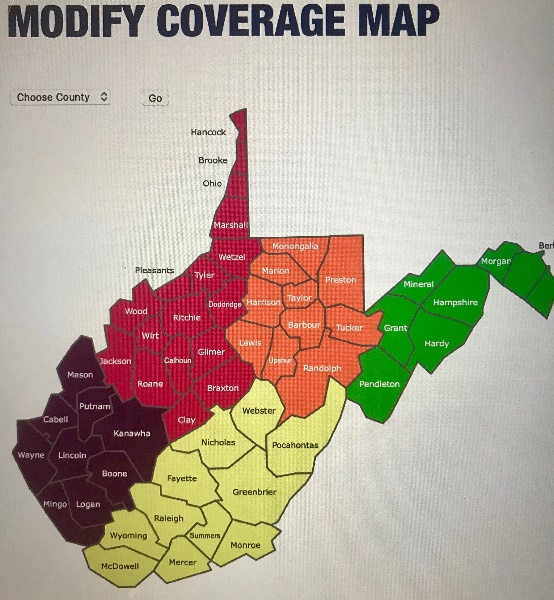 MODIFY COVERAGE MAP
Choose County
Go
Hancock
Brooke
Ohio
Marshall
Wetzel
Monongalia
Marion
Preston
Pleasants
Tyler
Doddridge
Harrison
Taylor
Barbour
Tucker
Wood
Ritchie
Wirt
Lewis
Upshur
Randolph
Gilmer
Calhoun
Jackson
Roane
Braxton
Clay
Morgan
Berl
Mineral
Hampshire
Grant
Hardy
Pendleton
Mason
Putnam
Cabell
Kanawha
Wayne
Lincoln
Boone
Mingo
Logan
Webster
Nicholas
Pocahontas
Fayette
Greenbrier
Raleigh
Wyoming
Summers
Monroe
McDowell
Mercer